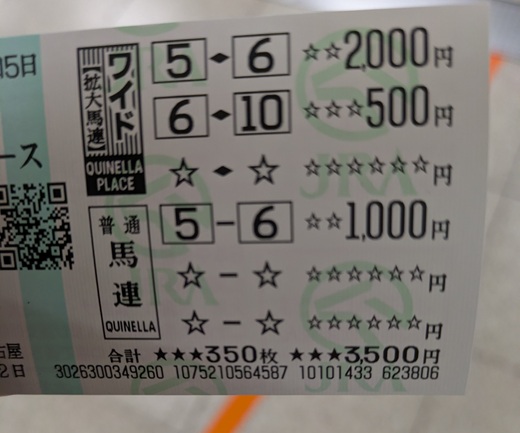 5日
ース
ワイド
【拡大馬連】
QUINELLA
PLACE
5 ◆ 6 ☆☆2,000円
6 ◆ 10 ☆☆☆500円
☆ ◆ ☆ ☆☆☆☆☆☆円
普通
馬連
QUINELLA
5 − 6 ☆☆1,000円
☆ − ☆ ☆☆☆☆☆☆円
☆ − ☆ ☆☆☆☆☆☆円
合計 ★★★350枚 ★★★3,500円
2日
3026300349260 1075210564587 10101433 623806
JRA